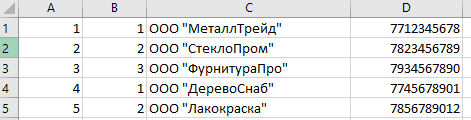 A B C D
1 1 1 ООО "МеталлТрейд" 7712345678
2 2 2 ООО "СтеклоПром" 7823456789
3 3 3 ООО "ФурнитураПро" 7934567890
4 4 1 ООО "ДеревоСнаб" 7745678901
5 5 2 ООО "Лакокраска" 7856789012